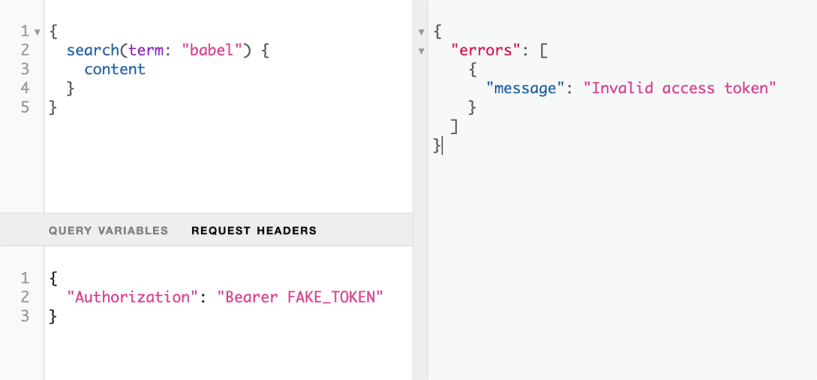 1 {
2 search(term: "babel") {
3 content
4 }
5 }
QUERY VARIABLES REQUEST HEADERS
1 {
2 "Authorization": "Bearer FAKE_TOKEN"
3 }
{
"errors": [
{
"message": "Invalid access token"
}
]
}